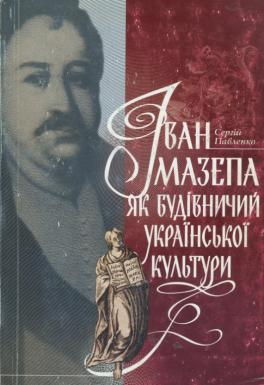 Сергій
Павленко
Іван
Мазепа
як будівничий
української
культури